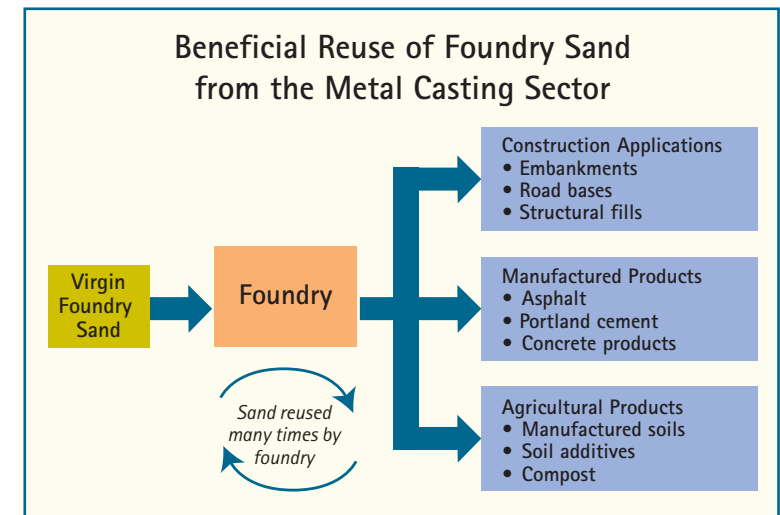 Beneficial Reuse of Foundry Sand
from the Metal Casting Sector
Virgin
Foundry
Sand
Foundry
Sand reused
many times by
foundry
Construction Applications
• Embankments
• Road bases
• Structural fills
Manufactured Products
• Asphalt
• Portland cement
• Concrete products
Agricultural Products
• Manufactured soils
• Soil additives
• Compost